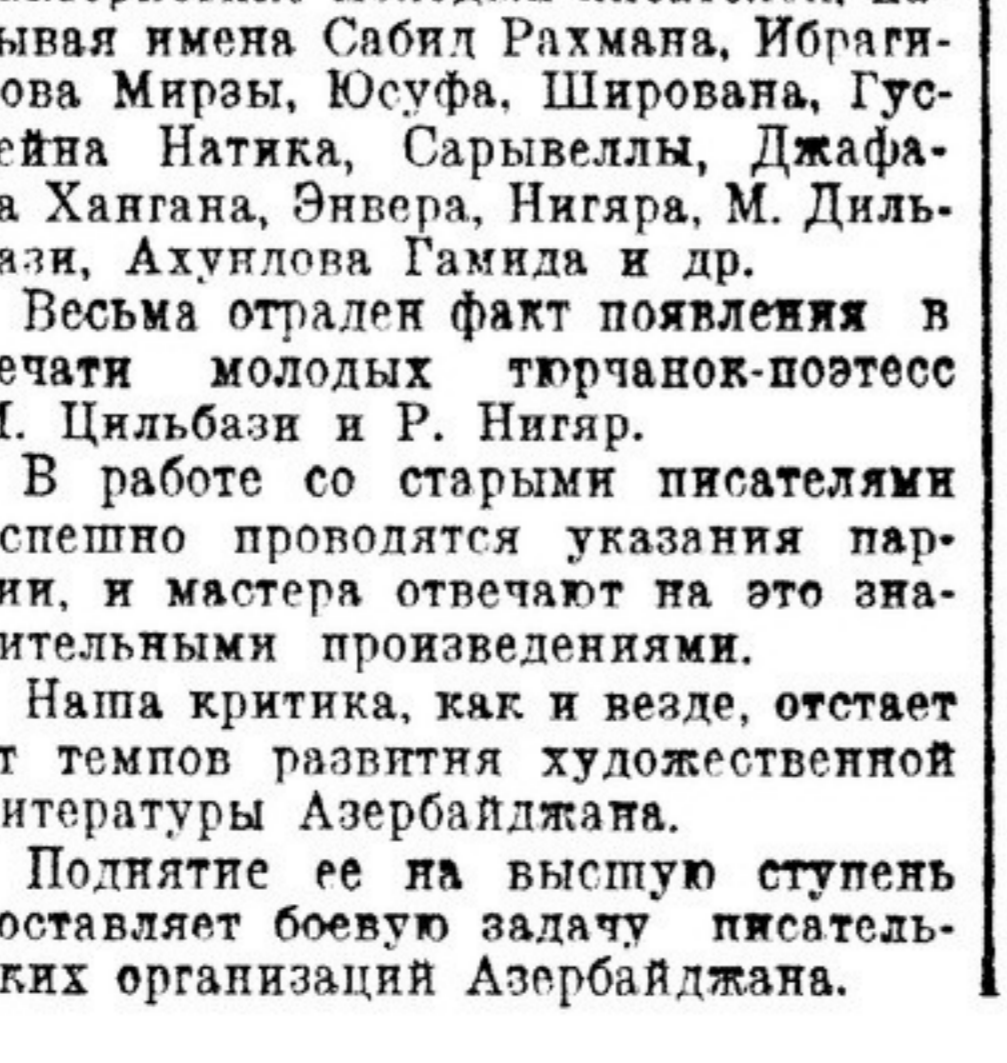 ывая имена Сабид Рахмана, Ибраги-
ова Мирзы, Юсуфа, Ширована, Гус-
ейна Натика, Сарывеллы, Джафа-
а Хангана, Энвера, Нигяра, М. Диль-
ази, Ахундова Гамида и др.
Весьма отраден факт появления в
ечати молодых тюрчанок-поэтесс
М. Цильбази и Р. Нигяр.
В работе со старыми писателями
спешно проводятся указания пар-
ии, и мастера отвечают на это зна-
ительными произведениями.
Наша критика, как и везде, отстает
т темпов развития художественной
итературы Азербайджана.
Поднятие ее на высшую ступень
оставляет боевую задачу писатель-
ких организаций Азербайджана.